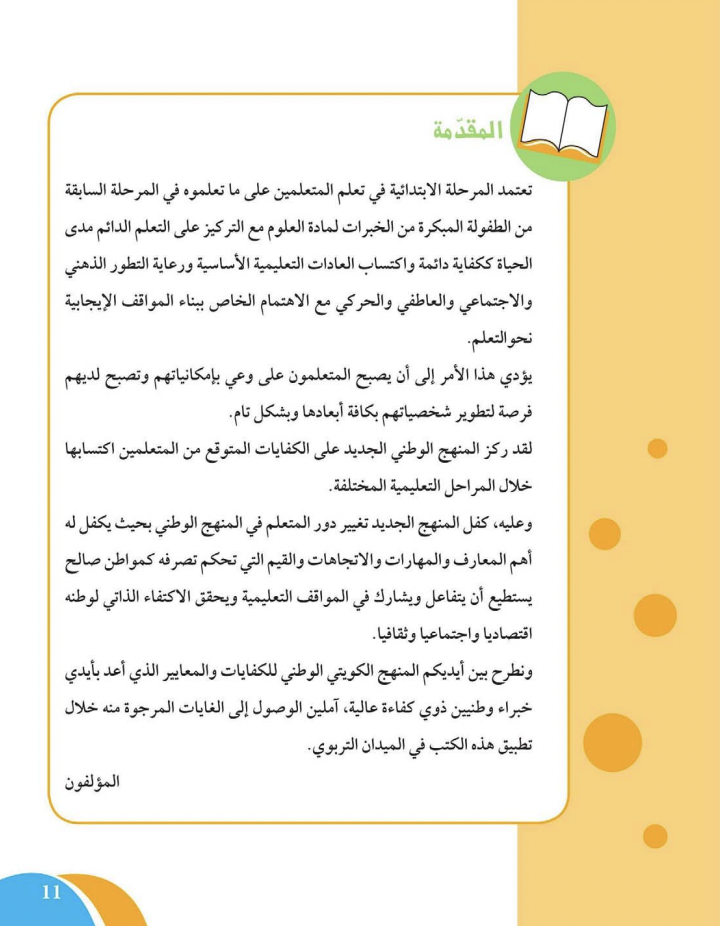 المقدّمة
تعتمد المرحلة الابتدائية في تعلم المتعلمين على ما تعلموه في المرحلة السابقة
من الطفولة المبكرة من الخبرات لمادة العلوم مع التركيز على التعلم الدائم مدى
الحياة ككفاية دائمة واكتساب العادات التعليمية الأساسية ورعاية التطور الذهني
والاجتماعي والعاطفي والحركي مع الاهتمام الخاص ببناء المواقف الإيجابية
نحوالتعلم.
يؤدي هذا الأمر إلى أن يصبح المتعلمون على وعي بإمكانياتهم وتصبح لديهم
فرصة لتطوير شخصياتهم بكافة أبعادها وبشكل تام.
لقد ركز المنهج الوطني الجديد على الكفايات المتوقع من المتعلمين اكتسابها
خلال المراحل التعليمية المختلفة.
وعليه، كفل المنهج الجديد تغيير دور المتعلم في المنهج الوطني بحيث يكفل له
أهم المعارف والمهارات والاتجاهات والقيم التي تحكم تصرفه كمواطن صالح
يستطيع أن يتفاعل ويشارك في المواقف التعليمية ويحقق الاكتفاء الذاتي لوطنه
اقتصاديا واجتماعيا وثقافيا.
ونطرح بين أيديكم المنهج الكويتي الوطني للكفايات والمعايير الذي أعد بأيدي
خبراء وطنيين ذوي كفاءة عالية، آملين الوصول إلى الغايات المرجوة منه خلال
تطبيق هذه الكتب في الميدان التربوي.
المؤلفون
11